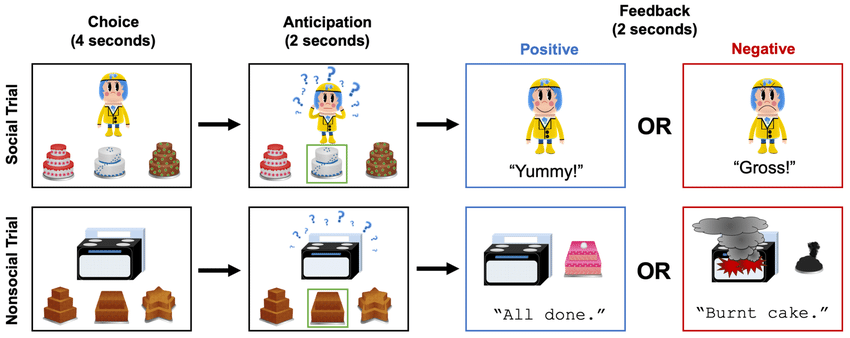 Choice
(4 seconds)
Anticipation
(2 seconds)
Feedback
(2 seconds)
Positive
Negative
Social Trial
? ? ? ? ? ? ? ? ?
OR
“Yummy!”
“Gross!”
Nonsocial Trial
? ? ? ? ? ? ? ? ?
OR
“All done.”
“Burnt cake.”